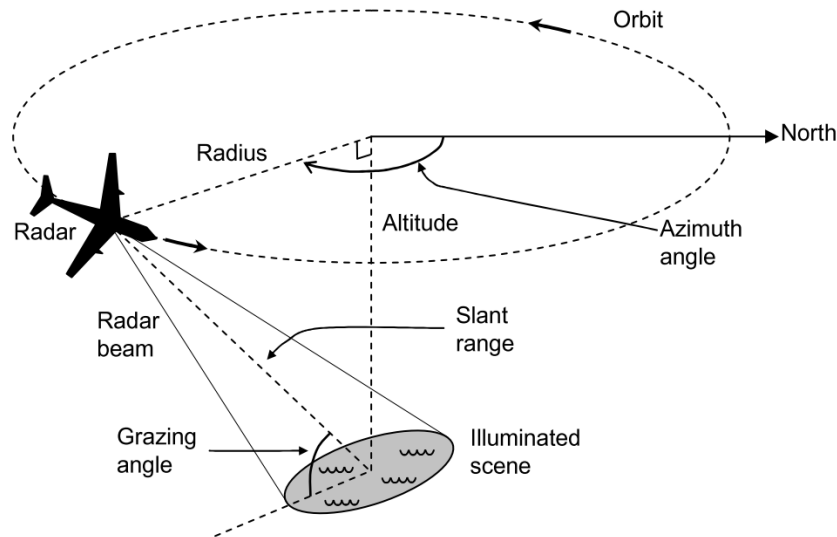 Orbit
North
Radius
Radar
Altitude
Azimuth
angle
Radar
beam
Slant
range
Grazing
angle
Illuminated
scene